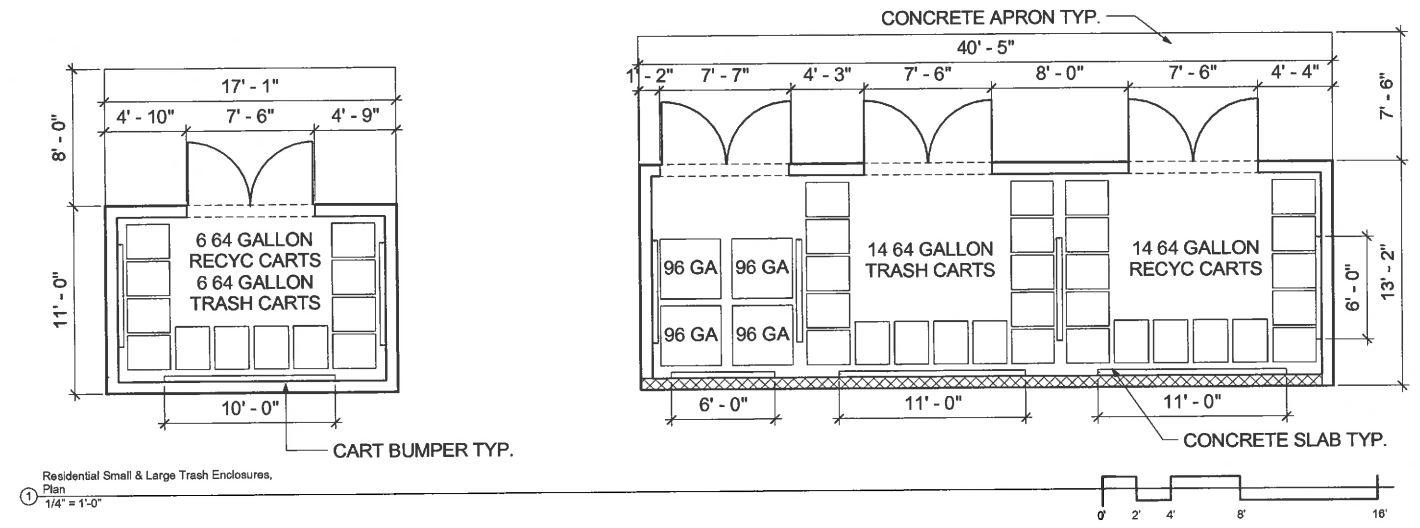 CONCRETE APRON TYP.
17' - 1"
4' - 10" 7' - 6" 4' - 9"
8' - 0"
11' - 0"
6 64 GALLON
RECYC CARTS
6 64 GALLON
TRASH CARTS
10' - 0"
CART BUMPER TYP.
40' - 5"
1' - 2" 7' - 7" 4' - 3" 7' - 6" 8' - 0" 7' - 6" 4' - 4"
7' - 6"
96 GA 96 GA
96 GA 96 GA
14 64 GALLON
TRASH CARTS
14 64 GALLON
RECYC CARTS
6' - 0"
13' - 2"
6' - 0" 11' - 0" 11' - 0"
CONCRETE SLAB TYP.
1
Residential Small & Large Trash Enclosures,
Plan
1/4" = 1'-0"
0' 2' 4' 8' 16'